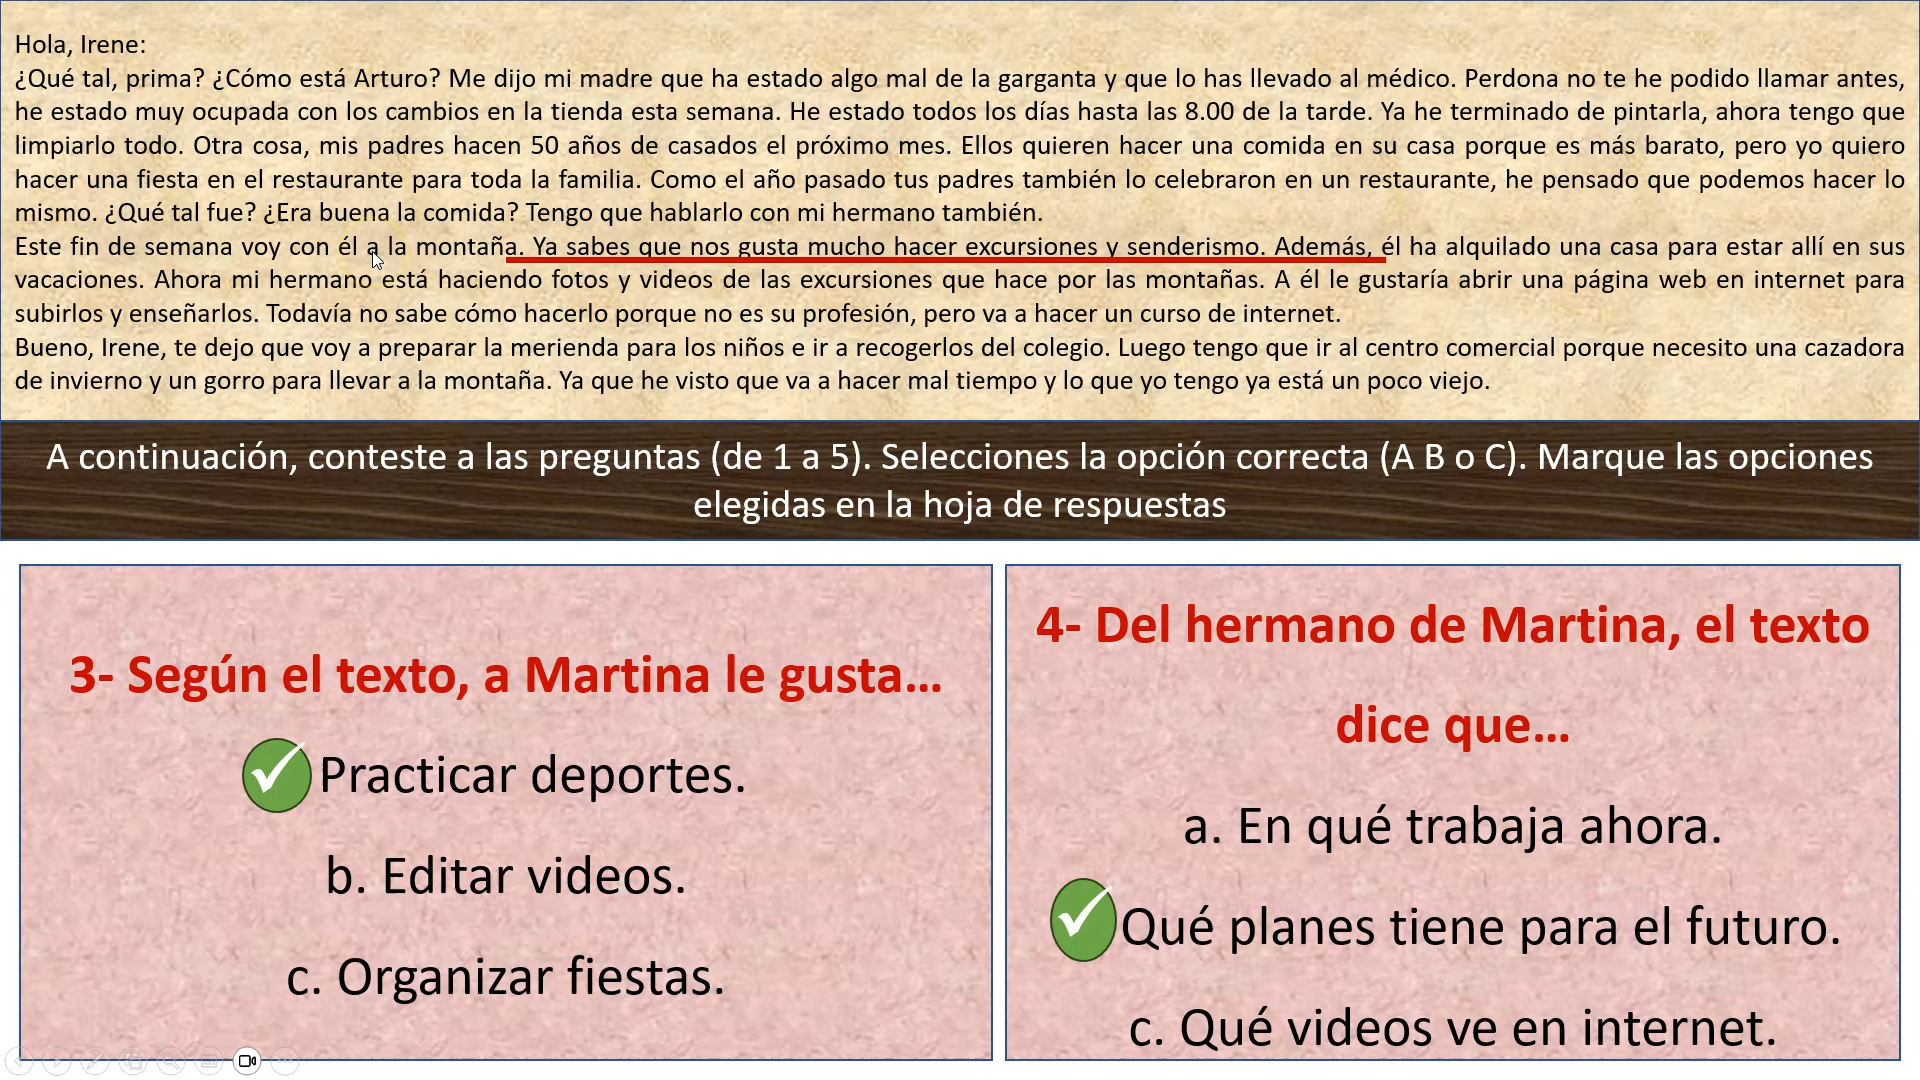 Hola, Irene:
¿Qué tal, prima? ¿Cómo está Arturo? Me dijo mi madre que ha estado algo mal de la garganta y que lo has llevado al médico. Perdona no te he podido llamar antes,
he estado muy ocupada con los cambios en la tienda esta semana. He estado todos los días hasta las 8.00 de la tarde. Ya he terminado de pintarla, ahora tengo que
limpiarlo todo. Otra cosa, mis padres hacen 50 años de casados el próximo mes. Ellos quieren hacer una comida en su casa porque es más barato, pero yo quiero
hacer una fiesta en el restaurante para toda la familia. Como el año pasado tus padres también lo celebraron en un restaurante, he pensado que podemos hacer lo
mismo. ¿Qué tal fue? ¿Era buena la comida? Tengo que hablarlo con mi hermano también.
Este fin de semana voy con él a la montaña. Ya sabes que nos gusta mucho hacer excursiones y senderismo. Además, él ha alquilado una casa para estar allí en sus
vacaciones. Ahora mi hermano está haciendo fotos y videos de las excursiones que hace por las montañas. A él le gustaría abrir una página web en internet para
subirlos y enseñarlos. Todavía no sabe cómo hacerlo porque no es su profesión, pero va a hacer un curso de internet.
Bueno, Irene, te dejo que voy a preparar la merienda para los niños e ir a recogerlos del colegio. Luego tengo que ir al centro comercial porque necesito una cazadora
de invierno y un gorro para llevar a la montaña. Ya que he visto que va a hacer mal tiempo y lo que yo tengo ya está un poco viejo.
A continuación, conteste a las preguntas (de 1 a 5). Selecciones la opción correcta (A B o C). Marque las opciones
elegidas en la hoja de respuestas
3- Según el texto, a Martina le gusta...
Practicar deportes.
b. Editar videos.
c. Organizar fiestas.
4- Del hermano de Martina, el texto
dice que...
a. En qué trabaja ahora.
Qué planes tiene para el futuro.
c. Qué videos ve en internet.